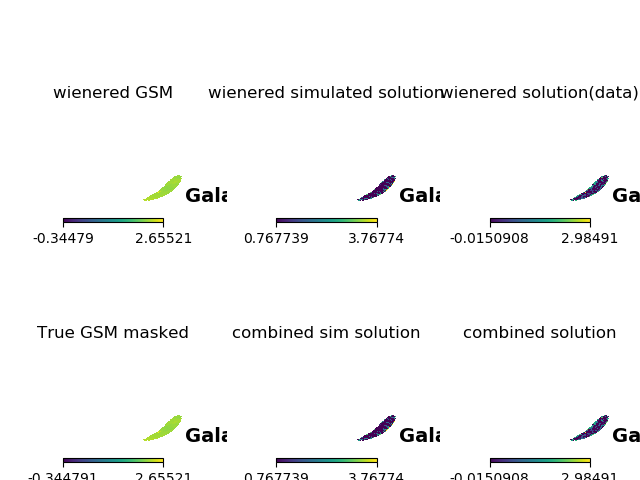 wienered GSM
wienered simulated solution
wienered solution(data)
Gala
Gala
Ga
-0.34479 2.65521
0.767739 3.76774
-0.0150908 2.98491
True GSM masked
combined sim solution
combined solution
Gala
Gala
Ga
-0.344791 2.65521
0.767739 3.76774
-0.0150908 2.98491